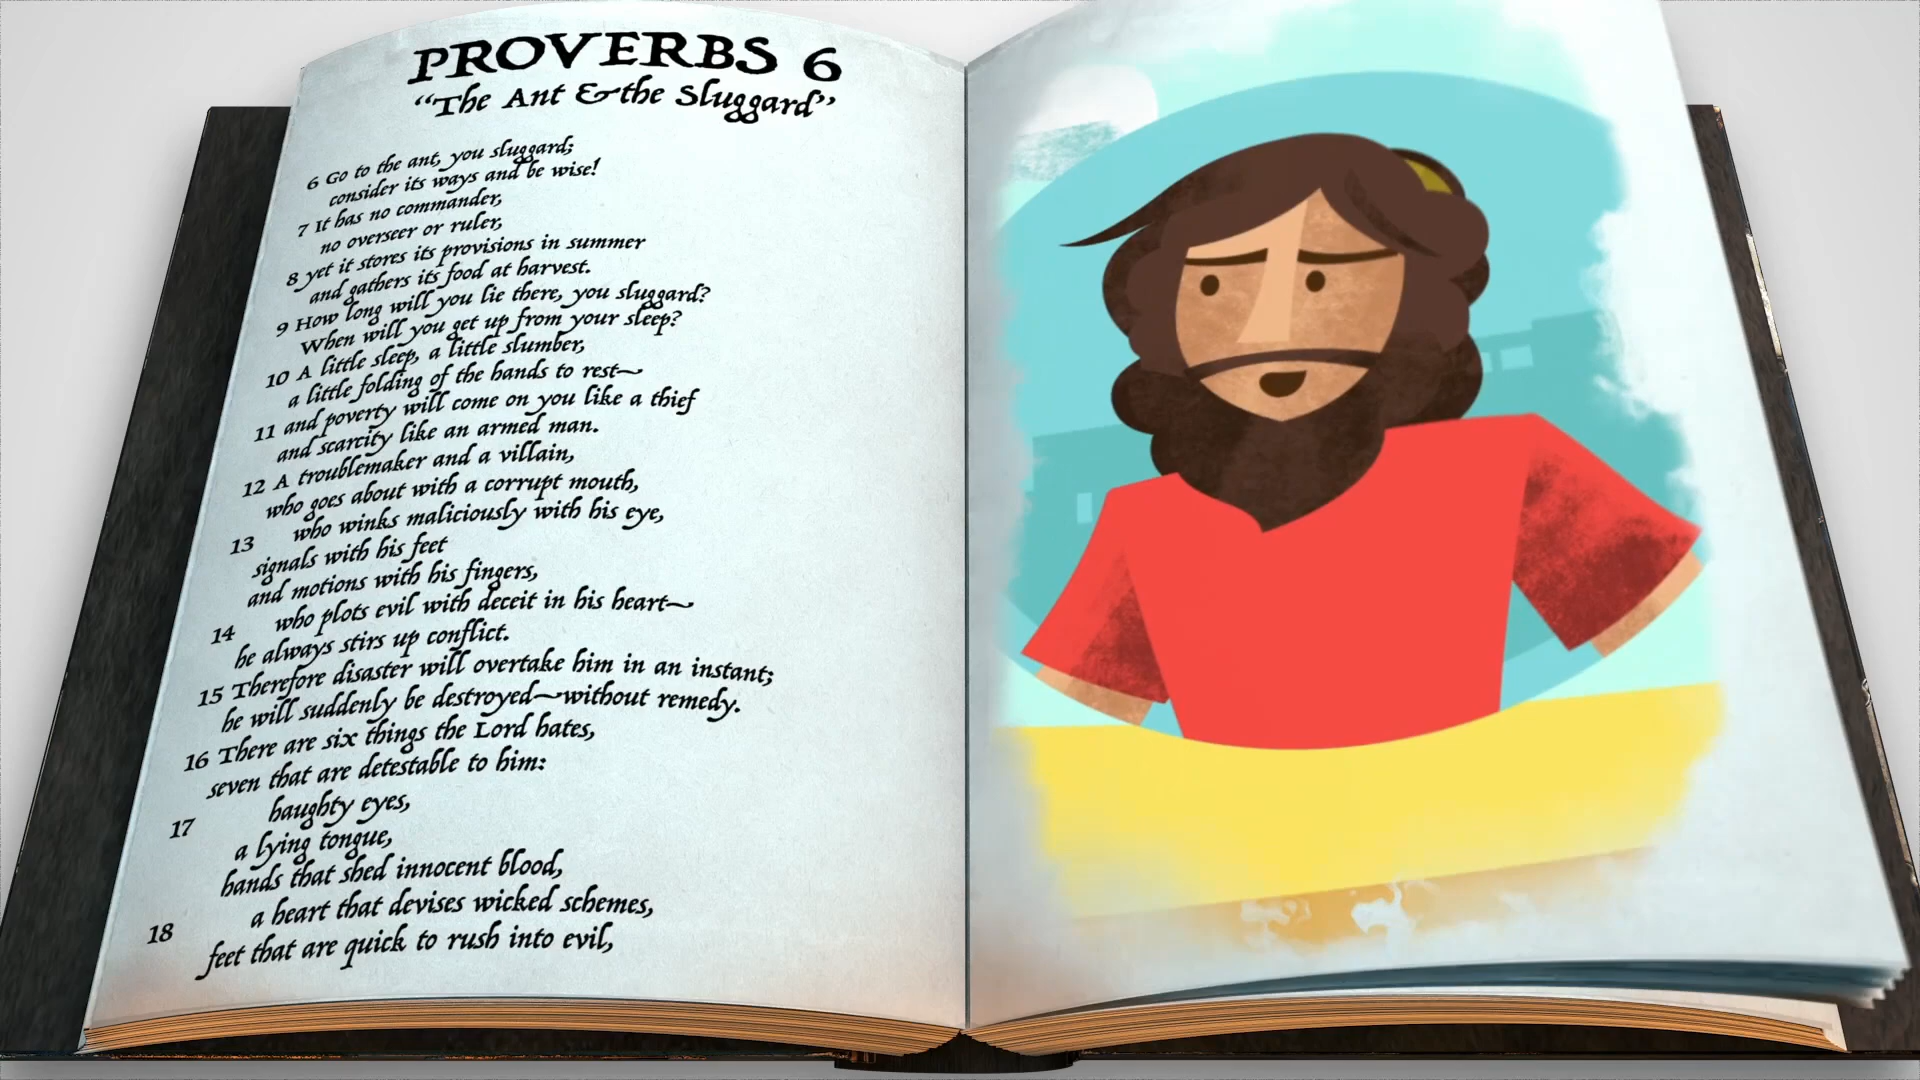 PROVERBS 6
“The Ant & the Sluggard”
6 Go to the ant, you sluggard;
consider its ways and be wise!
7 It has no commander,
no overseer or ruler,
8 yet it stores its provisions in summer
and gathers its food at harvest.
9 How long will you lie there, you sluggard?
When will you get up from your sleep?
10 A little sleep, a little slumber,
a little folding of the hands to rest—
11 and poverty will come on you like a thief
and scarcity like an armed man.
12 A troublemaker and a villain,
who goes about with a corrupt mouth,
13 who winks maliciously with his eye,
signals with his feet
and motions with his fingers,
14 who plots evil with deceit in his heart—
he always stirs up conflict.
15 Therefore disaster will overtake him in an instant;
he will suddenly be destroyed—without remedy.
16 There are six things the Lord hates,
seven that are detestable to him:
17 haughty eyes,
a lying tongue,
hands that shed innocent blood,
18 a heart that devises wicked schemes,
feet that are quick to rush into evil,